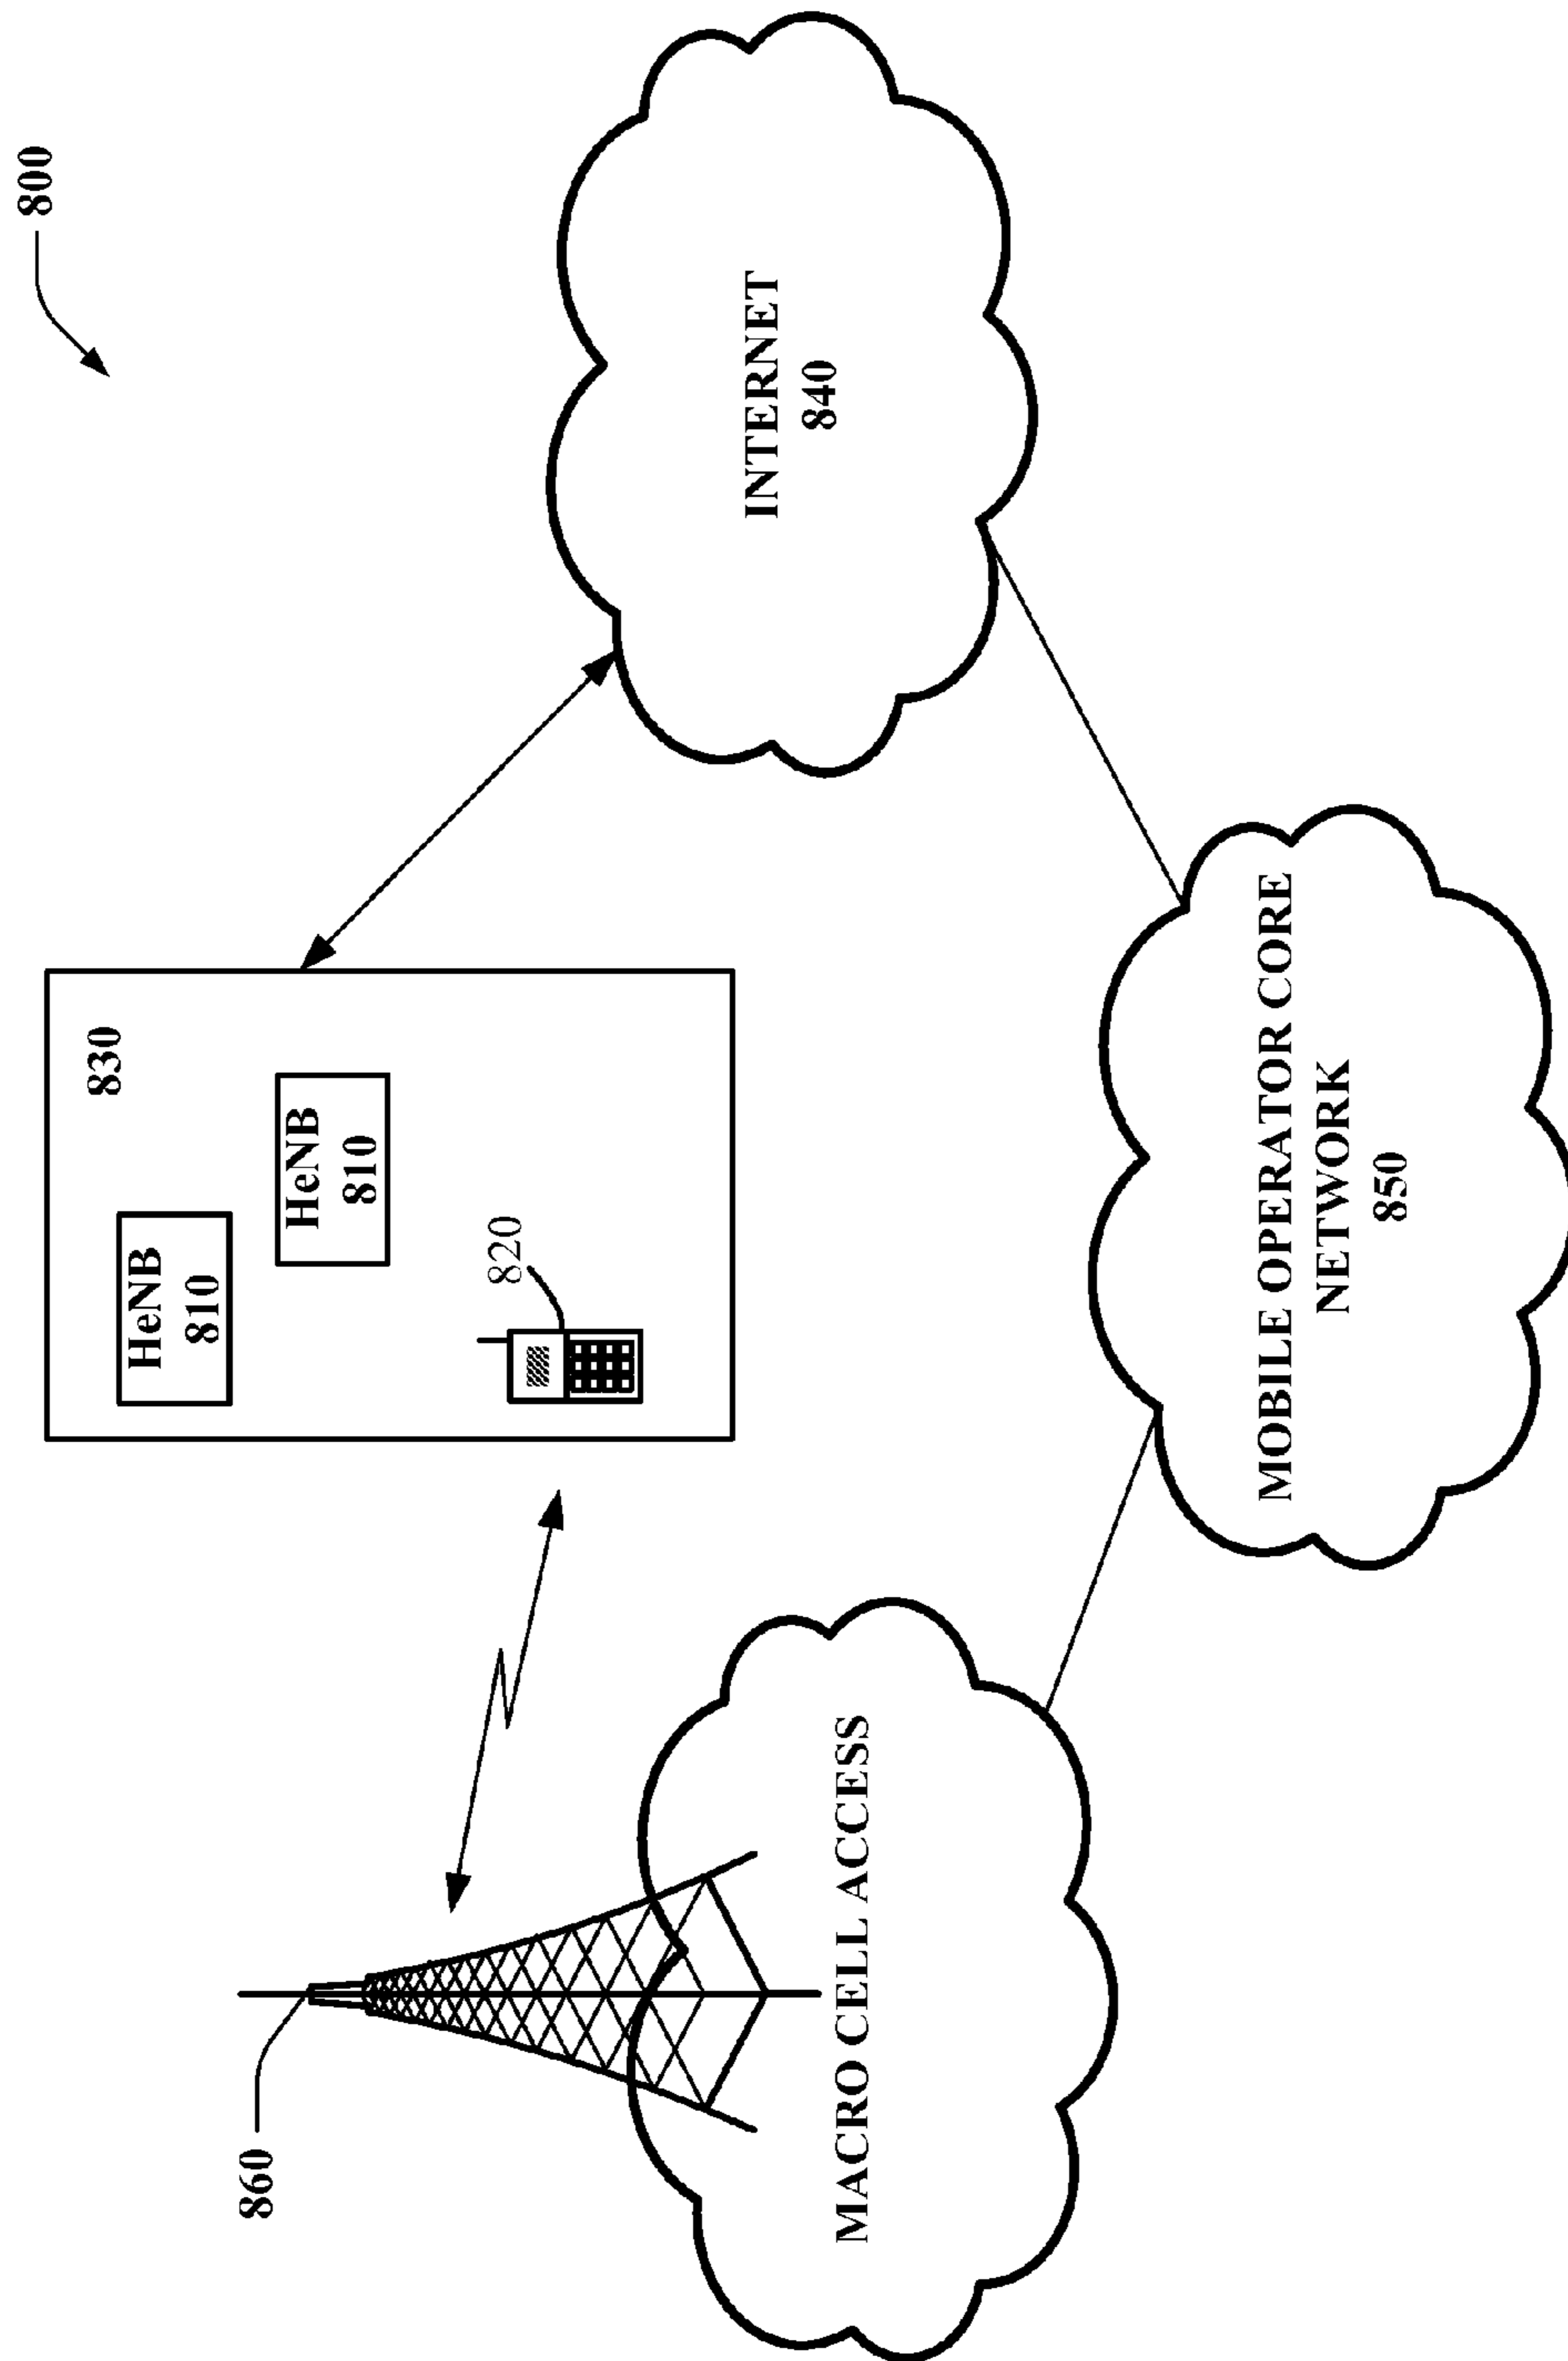 800
830
HeNB
810
HeNB
810
820
860
MACRO CELL ACCESS
INTERNET
840
MOBILE OPERATOR CORE
NETWORK
850